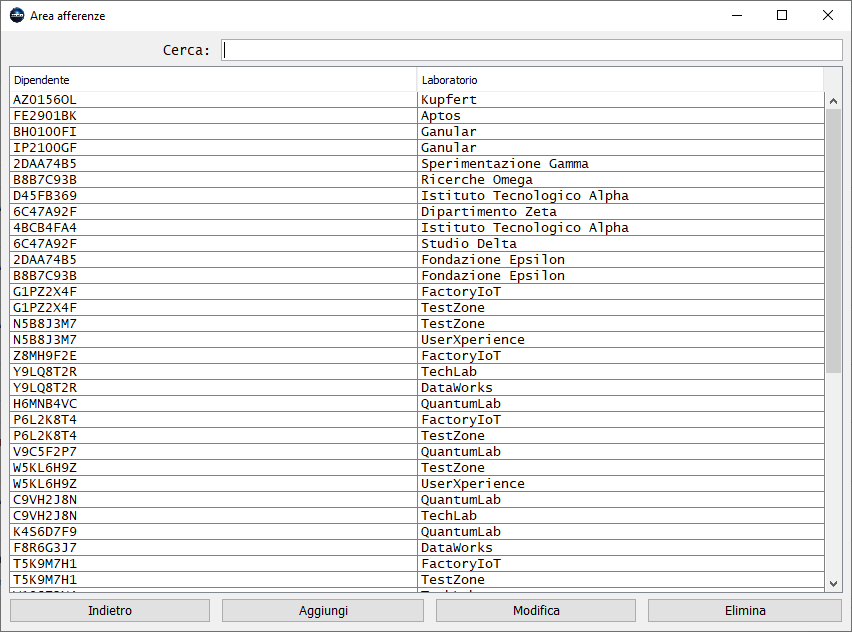 Area afferenze
Cerca:
Dipendente Laboratorio
AZ0156OL Kupfert
FE2901BK Aptos
BH0100FI Ganular
IP2100GF Ganular
2DAA74B5 Sperimentazione Gamma
B8B7C93B Ricerche Omega
D45FB369 Istituto Tecnologico Alpha
6C47A92F Dipartimento Zeta
4BCB4FA4 Istituto Tecnologico Alpha
6C47A92F Studio Delta
2DAA74B5 Fondazione Epsilon
B8B7C93B Fondazione Epsilon
G1PZ2X4F FactoryIoT
G1PZ2X4F TestZone
N5B8J3M7 TestZone
N5B8J3M7 UserXperience
Z8MH9F2E FactoryIoT
Y9LQ8T2R TechLab
Y9LQ8T2R DataWorks
H6MNB4VC QuantumLab
P6L2K8T4 FactoryIoT
P6L2K8T4 TestZone
V9C5F2P7 QuantumLab
W5KL6H9Z TestZone
W5KL6H9Z UserXperience
C9VH2J8N QuantumLab
C9VH2J8N TechLab
K4S6D7F9 QuantumLab
F8R6G3J7 DataWorks
T5K9M7H1 FactoryIoT
T5K9M7H1 TestZone
Indietro Aggiungi Modifica Elimina